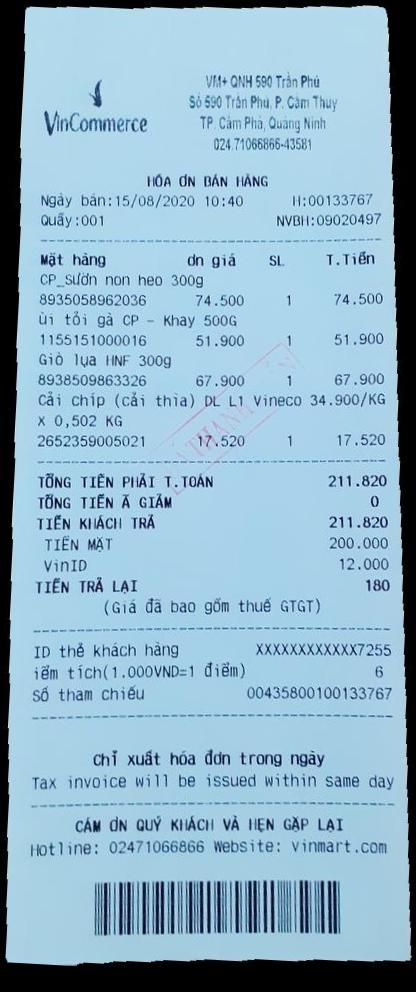 VinCommerce
VM+ QNH 590 Trần Phú
Số 590 Trần Phú, P. Cẩm Thuỷ
TP. Cẩm Phả, Quảng Ninh
024.71066866-43581
HÓA ƠN BÁN HÀNG
Ngày bán:15/08/2020 10:40 H:00133767
Quầy:001 NVBH:09020497
Mặt hàng ơn giá SL T.Tiền
CP_Sườn non heo 300g
8935058962036 74.500 1 74.500
ùi tỏi gà CP - Khay 500G
1155151000016 51.900 1 51.900
Giò lụa HNF 300g
8938509863326 67.900 1 67.900
Cải chíp (cải thìa) DL L1 Vineco 34.900/KG
X 0,502 KG
2652359005021 17.520 1 17.520
TỔNG TIỀN PHẢI T.TOÁN 211.820
TỔNG TIỀN Ã GIẢM 0
TIỀN KHÁCH TRẢ 211.820
TIỀN MẶT 200.000
VinID 12.000
TIỀN TRẢ LẠI 180
(Giá đã bao gồm thuế GTGT)
ID thẻ khách hàng XXXXXXXXXXXX7255
iểm tích(1.000VND=1 điểm) 6
Số tham chiếu 00435800100133767
Chỉ xuất hóa đơn trong ngày
Tax invoice will be issued within same day
CẢM ƠN QUÝ KHÁCH VÀ HẸN GẶP LẠI
Hotline: 02471066866 Website: vinmart.com